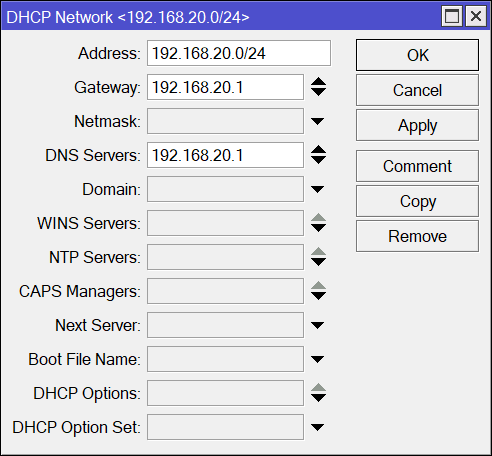 DHCP Network <192.168.20.0/24>
Address: 192.168.20.0/24 OK
Gateway: 192.168.20.1 Cancel
Netmask: Apply
DNS Servers: 192.168.20.1 Comment
Domain: Copy
WINS Servers: Remove
NTP Servers:
CAPS Managers:
Next Server:
Boot File Name:
DHCP Options:
DHCP Option Set: